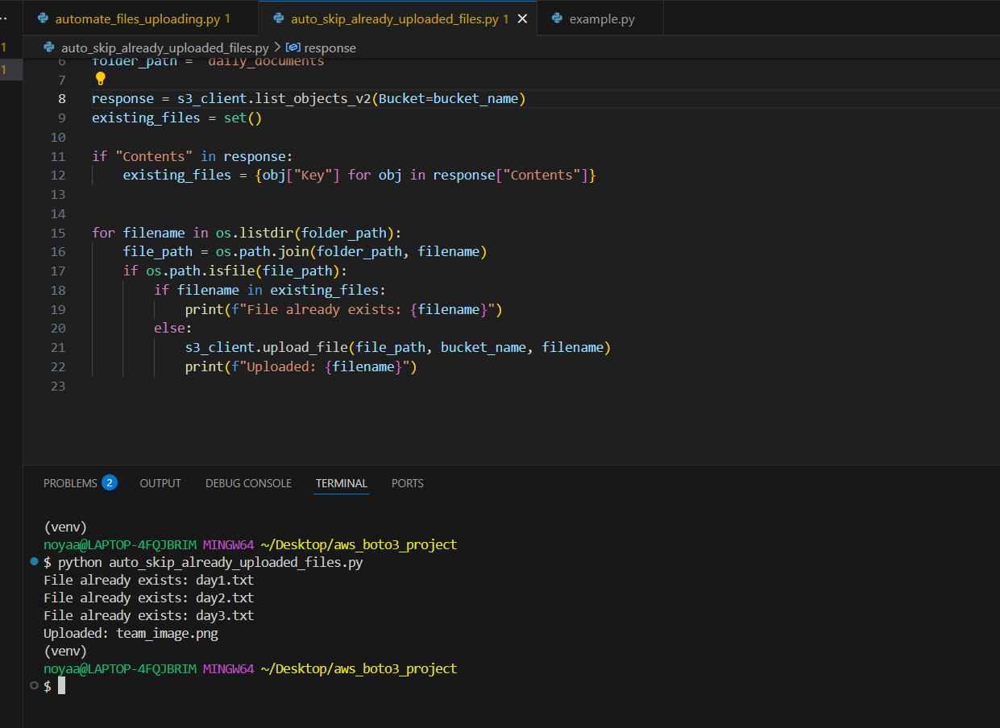 automate_files_uploading.py 1
auto_skip_already_uploaded_files.py 1
example.py
1
auto_skip_already_uploaded_files.py > response
1
6 folder_path = "daily_documents"
7
8 response = s3_client.list_objects_v2(Bucket=bucket_name)
9 existing_files = set()
10
11 if "Contents" in response:
12     existing_files = {obj["Key"] for obj in response["Contents"]}
13
14
15 for filename in os.listdir(folder_path):
16     file_path = os.path.join(folder_path, filename)
17     if os.path.isfile(file_path):
18         if filename in existing_files:
19             print(f"File already exists: {filename}")
20         else:
21             s3_client.upload_file(file_path, bucket_name, filename)
22             print(f"Uploaded: {filename}")
23
PROBLEMS 2 OUTPUT DEBUG CONSOLE TERMINAL PORTS
(venv)
noyaa@LAPTOP-4FQJBRIM MINGW64 ~/Desktop/aws_boto3_project
$ python auto_skip_already_uploaded_files.py
File already exists: day1.txt
File already exists: day2.txt
File already exists: day3.txt
Uploaded: team_image.png
(venv)
noyaa@LAPTOP-4FQJBRIM MINGW64 ~/Desktop/aws_boto3_project
$